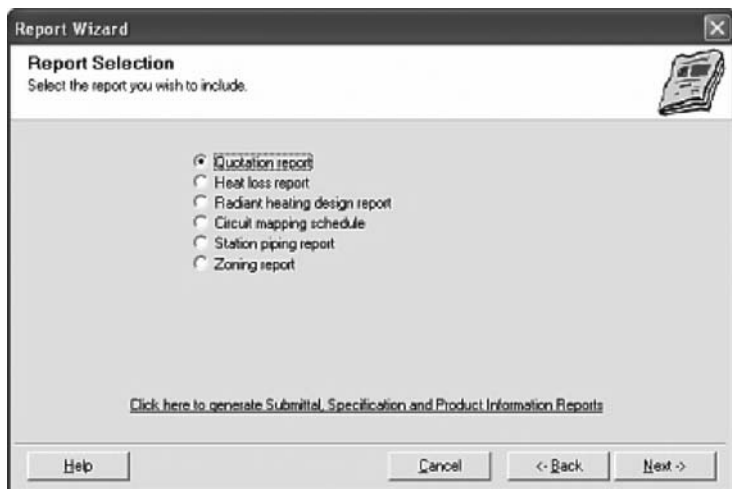 Report Wizard
Report Selection
Select the report you wish to include.
Quotation report
Heat loss report
Radiant heating design report
Circuit mapping schedule
Station piping report
Zoning report
Click here to generate Submittal, Specification and Product Information Reports
Help
Cancel
<- Back
Next ->